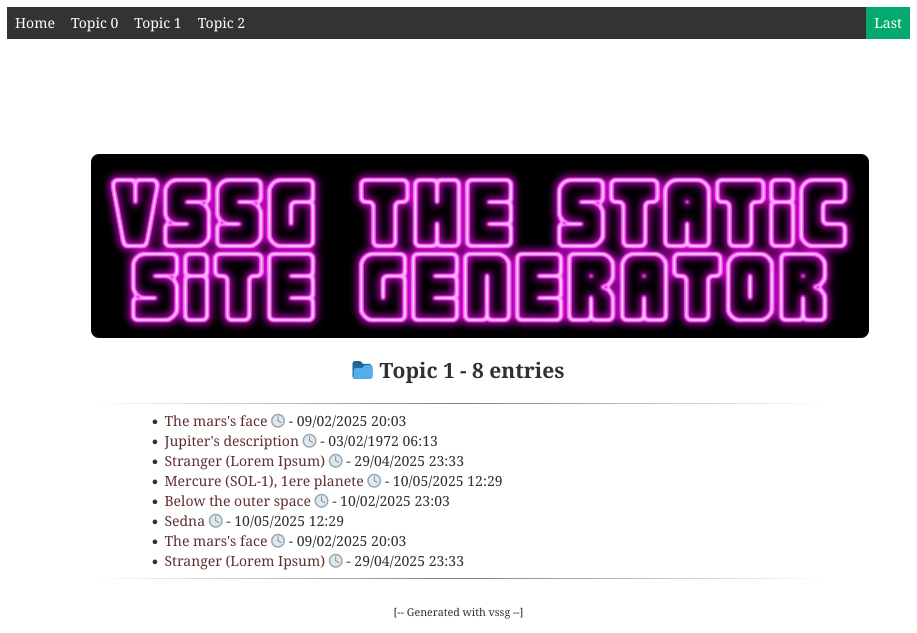 Home Topic 0 Topic 1 Topic 2 Last
VSSG THE STATiC
SiTE GENERATOR
Topic 1 - 8 entries
• The mars's face 🕓 - 09/02/2025 20:03
• Jupiter's description 🕓 - 03/02/1972 06:13
• Stranger (Lorem Ipsum) 🕓 - 29/04/2025 23:33
• Mercure (SOL-1), 1ere planete 🕓 - 10/05/2025 12:29
• Below the outer space 🕓 - 10/02/2025 23:03
• Sedna 🕓 - 10/05/2025 12:29
• The mars's face 🕓 - 09/02/2025 20:03
• Stranger (Lorem Ipsum) 🕓 - 29/04/2025 23:33
[-- Generated with vssg --]